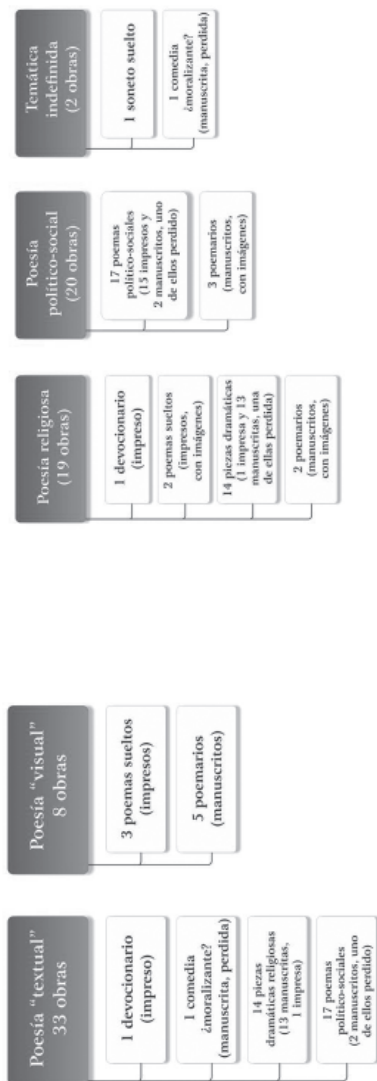 Poesía "textual"
33 obras
1 devocionario
(impreso)
1 comedia
¿moralizante?
(manuscrita, perdida)
14 piezas
dramáticas religiosas
(13 manuscritas,
1 impresa)
17 poemas
político-sociales
(2 manuscritos, uno
de ellos perdido)
Poesía "visual"
8 obras
3 poemas sueltos
(impresos)
5 poemarios
(manuscritos)
Poesía religiosa
(19 obras)
1 devocionario
(impreso)
2 poemas sueltos
(impresos,
con imágenes)
14 piezas dramáticas
(1 impresa y 13
manuscritas, una
de ellas perdida)
2 poemarios
(manuscritos,
con imágenes)
Poesía
político-social
(20 obras)
17 poemas
político-sociales
(15 impresos y
2 manuscritos, uno
de ellos perdido)
3 poemarios
(manuscritos,
con imágenes)
Temática
indefinida
(2 obras)
1 soneto suelto
1 comedia
¿moralizante?
(manuscrita, perdida)